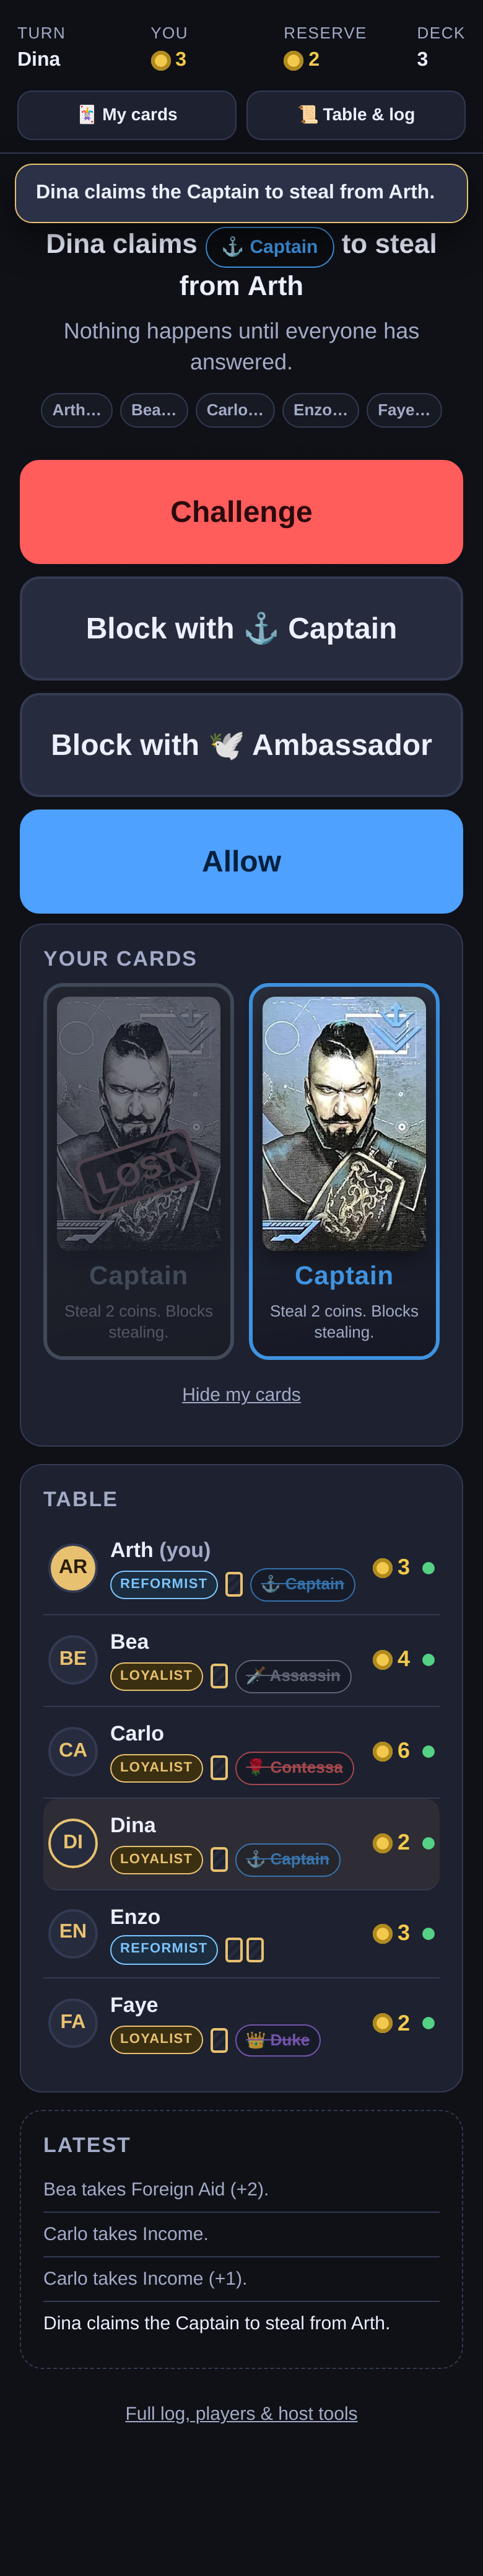 TURN YOU RESERVE DECK
Dina 3 2 3
My cards Table & log
Dina claims the Captain to steal from Arth.
Dina claims Captain to steal
from Arth
Nothing happens until everyone has
answered.
Arth… Bea… Carlo… Enzo… Faye…
Challenge
Block with Captain
Block with Ambassador
Allow
YOUR CARDS
LOST
Captain Captain
Steal 2 coins. Blocks Steal 2 coins. Blocks
stealing. stealing.
Hide my cards
TABLE
AR Arth (you) 3
REFORMIST Captain
BE Bea 4
LOYALIST Assassin
CA Carlo 6
LOYALIST Contessa
DI Dina 2
LOYALIST Captain
EN Enzo 3
REFORMIST
FA Faye 2
LOYALIST Duke
LATEST
Bea takes Foreign Aid (+2).
Carlo takes Income.
Carlo takes Income (+1).
Dina claims the Captain to steal from Arth.
Full log, players & host tools